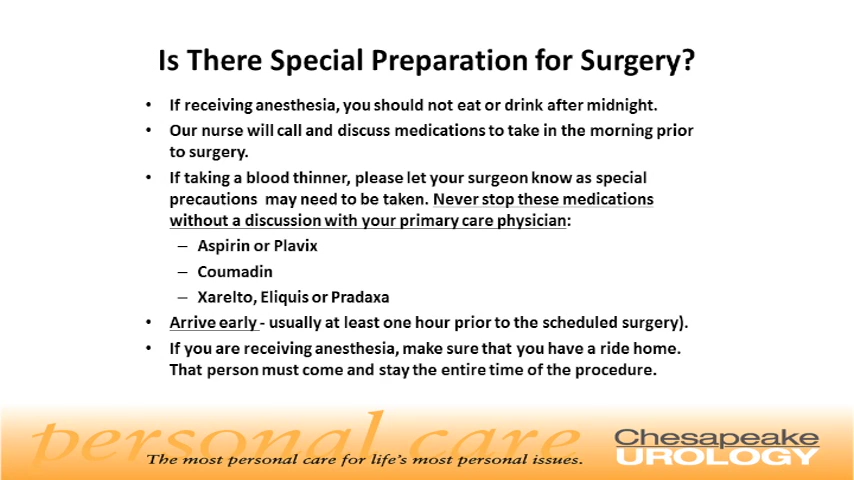 Is There Special Preparation for Surgery?
• If receiving anesthesia, you should not eat or drink after midnight.
• Our nurse will call and discuss medications to take in the morning prior
to surgery.
• If taking a blood thinner, please let your surgeon know as special
precautions may need to be taken. Never stop these medications
without a discussion with your primary care physician:
– Aspirin or Plavix
– Coumadin
– Xarelto, Eliquis or Pradaxa
• Arrive early - usually at least one hour prior to the scheduled surgery).
• If you are receiving anesthesia, make sure that you have a ride home.
That person must come and stay the entire time of the procedure.
personal care
The most personal care for life's most personal issues.
Chesapeake
UROLOGY